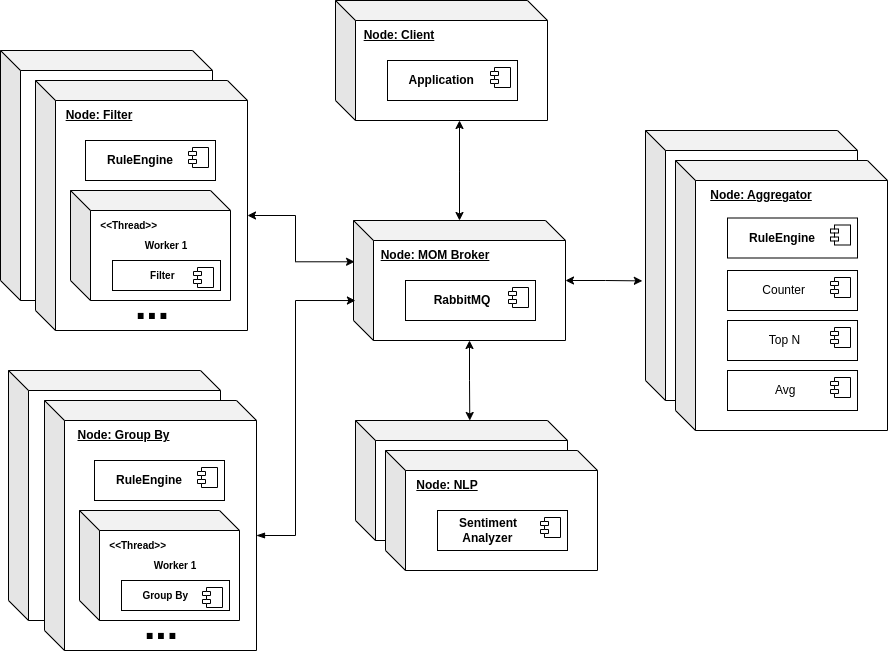 Node: Client
Application
Node: Filter
RuleEngine
<<Thread>>
Worker 1
Filter
Node: MOM Broker
RabbitMQ
Node: Aggregator
RuleEngine
Counter
Top N
Avg
Node: Group By
RuleEngine
<<Thread>>
Worker 1
Group By
Node: NLP
Sentiment
Analyzer